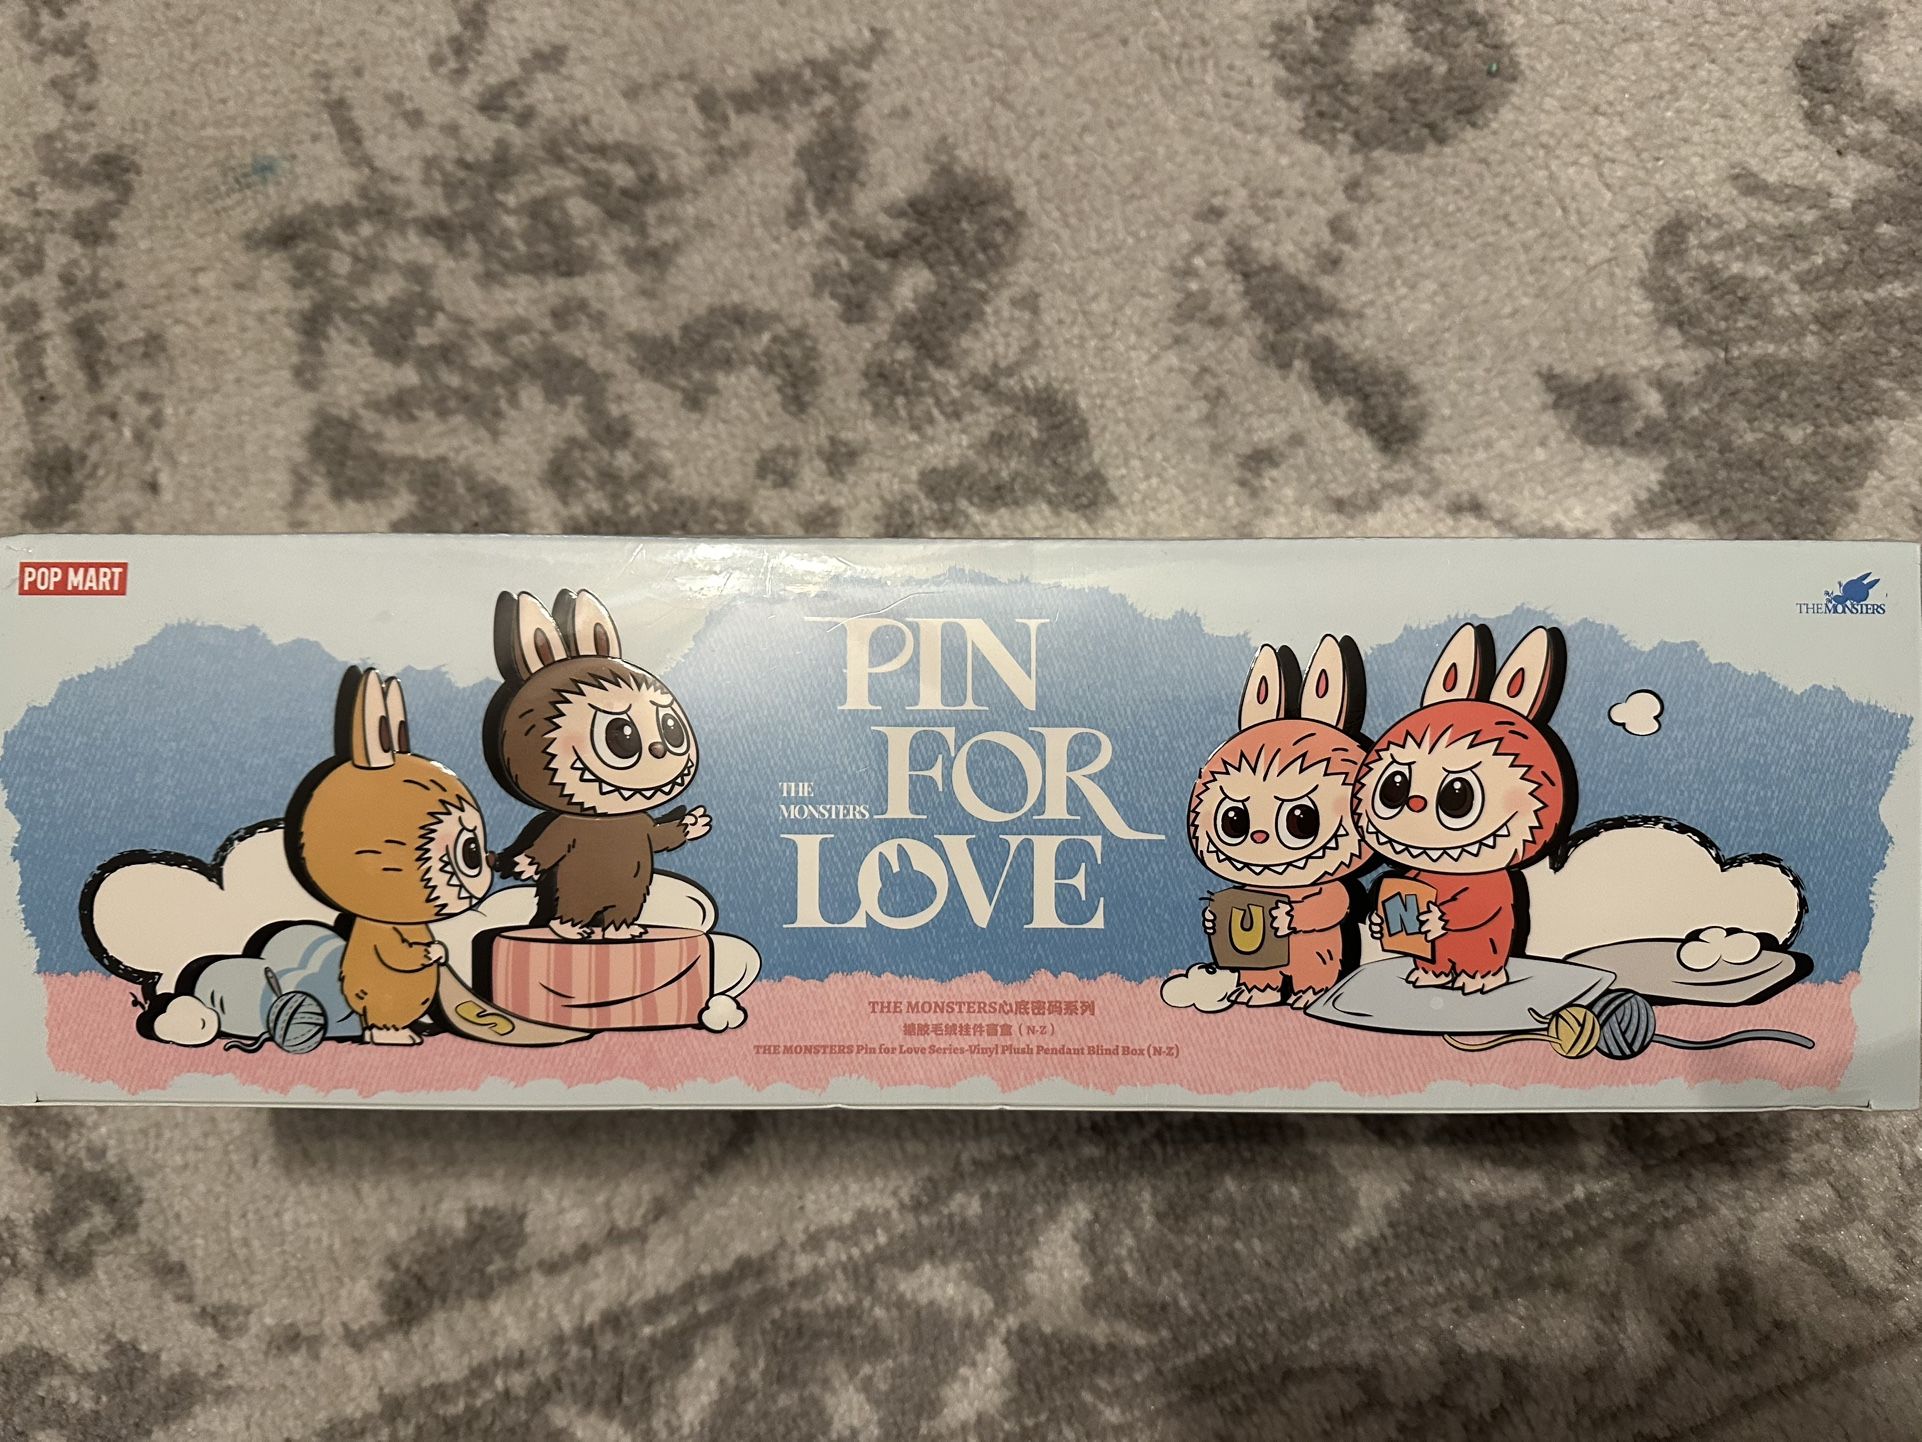 POP MART
THE MONSTERS
PIN
FOR
THE
MONSTERS
LOVE
U
N
S
THE MONSTERS心底密码系列
搪胶毛绒挂件盲盒（N-Z）
THE MONSTERS Pin for Love Series-Vinyl Plush Pendant Blind Box (N-Z)